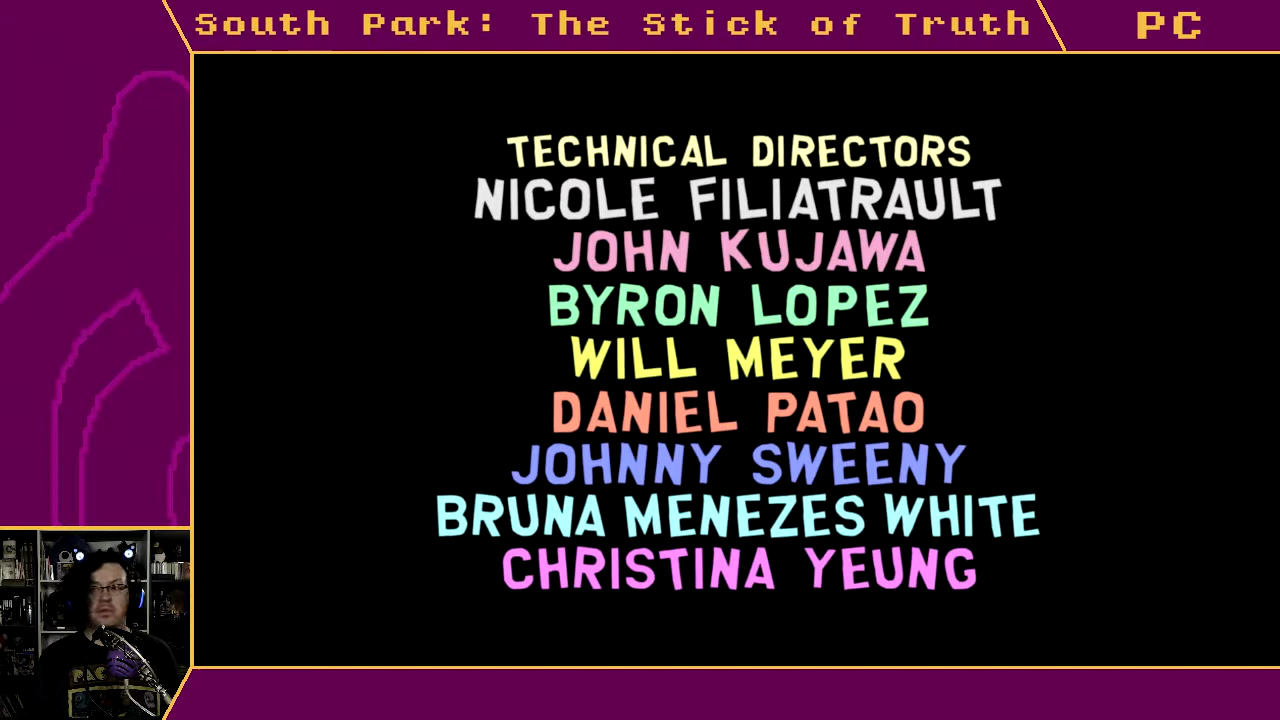 South Park: The Stick of Truth
PC
TECHNICAL DIRECTORS
NICOLE FILIATRAULT
JOHN KUJAWA
BYRON LOPEZ
WILL MEYER
DANIEL PATAO
JOHNNY SWEENY
BRUNA MENEZES WHITE
CHRISTINA YEUNG